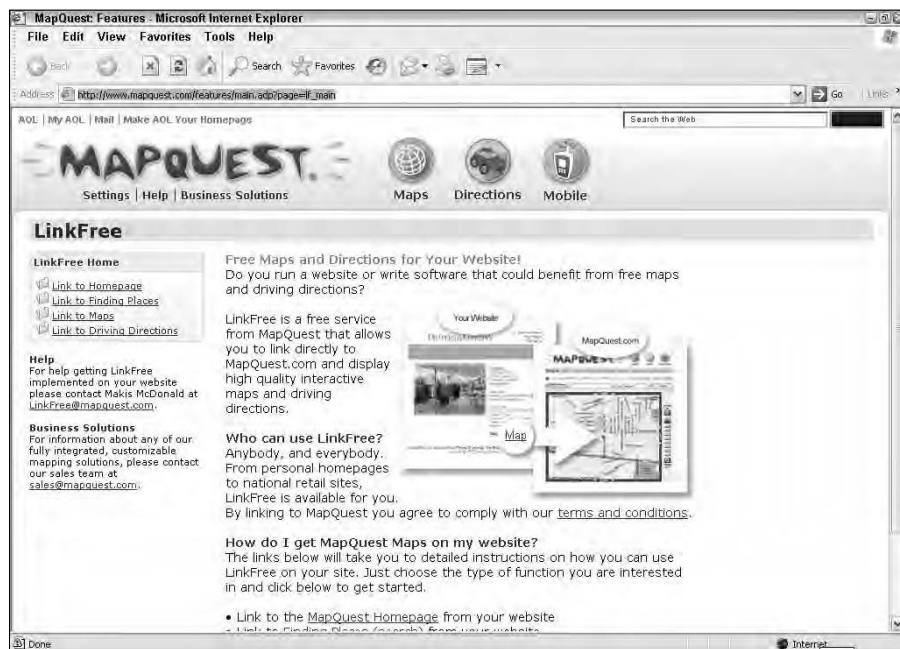 MapQuest: Features - Microsoft Internet Explorer
File Edit View Favorites Tools Help
Back Search Favorites
Address http://www.mapquest.com/features/main.adp?page=lf_main Go Links
AOL | My AOL | Mail | Make AOL Your Homepage Search the Web
MAPQUEST.
Settings | Help | Business Solutions Maps Directions Mobile
LinkFree
LinkFree Home
Link to Homepage
Link to Finding Places
Link to Maps
Link to Driving Directions
Help
For help getting LinkFree
implemented on your website
please contact Makis McDonald at
LinkFree@mapquest.com.
Business Solutions
For information about any of our
fully integrated, customizable
mapping solutions, please contact
our sales team at
sales@mapquest.com.
Free Maps and Directions for Your Website!
Do you run a website or write software that could benefit from free maps
and driving directions?
LinkFree is a free service
from MapQuest that allows
you to link directly to
MapQuest.com and display
high quality interactive
maps and driving
directions.
Your Website
MapQuest.com
MAPQUEST
Map
Who can use LinkFree?
Anybody, and everybody.
From personal homepages
to national retail sites,
LinkFree is available for you.
By linking to MapQuest you agree to comply with our terms and conditions.
How do I get MapQuest Maps on my website?
The links below will take you to detailed instructions on how you can use
LinkFree on your site. Just choose the type of function you are interested
in and click below to get started.
• Link to the MapQuest Homepage from your website
• Link to Finding Places (search) from your website
Done Internet